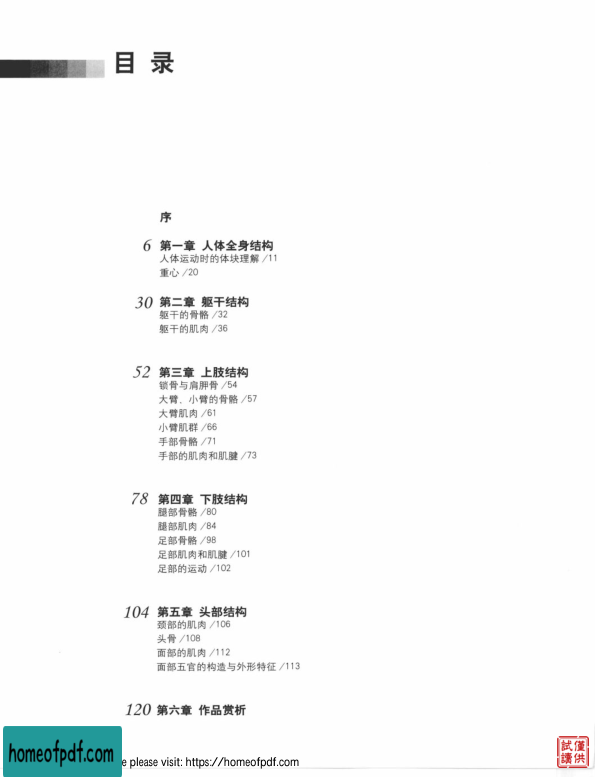 目 录
序
6 第一章 人体全身结构
人体运动时的体块理解 /11
重心 /20
30 第二章 躯干结构
躯干的骨骼 /32
躯干的肌肉 /36
52 第三章 上肢结构
锁骨与肩胛骨 /54
大臂、小臂的骨骼 /57
大臂肌肉 /61
小臂肌群 /66
手部骨骼 /71
手部的肌肉和肌腱 /73
78 第四章 下肢结构
腿部骨骼 /80
腿部肌肉 /84
足部骨骼 /98
足部肌肉和肌腱 /101
足部的运动 /102
104 第五章 头部结构
颈部的肌肉 /106
头骨 /108
面部的肌肉 /112
面部五官的构造与外形特征 /113
120 第六章 作品赏析
homeofpdf.com
e please visit: https://homeofpdf.com
僅供
試讀